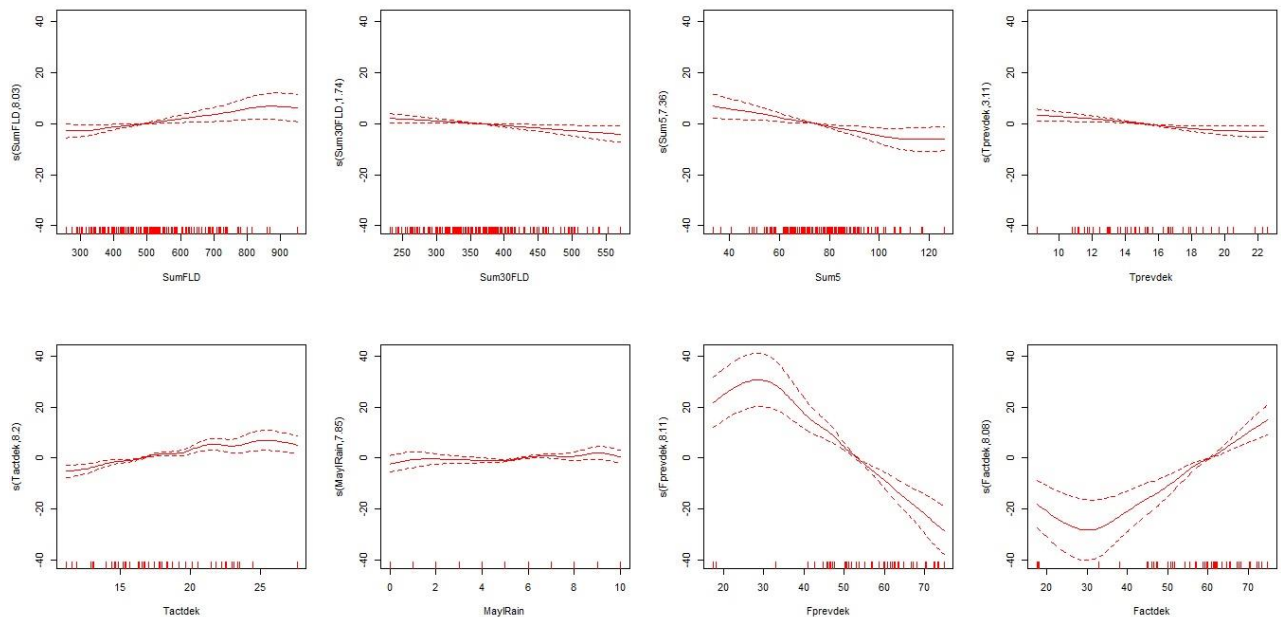 s(SumFLD,8.03)
40
20
0
-20
-40
300 400 500 600 700 800 900
SumFLD
s(Sum30FLD,1.74)
40
20
0
-20
-40
250 300 350 400 450 500 550
Sum30FLD
s(Sum5,7.36)
40
20
0
-20
-40
40 60 80 100 120
Sum5
s(Tprevdek,3.11)
40
20
0
-20
-40
10 12 14 16 18 20 22
Tprevdek
s(Tactdek,8.2)
40
20
0
-20
-40
15 20 25
Tactdek
s(MaylRain,7.85)
40
20
0
-20
-40
0 2 4 6 8 10
MaylRain
s(Fprevdek,8.11)
40
20
0
-20
-40
20 30 40 50 60 70
Fprevdek
s(Factdek,8.08)
40
20
0
-20
-40
20 30 40 50 60 70
Factdek